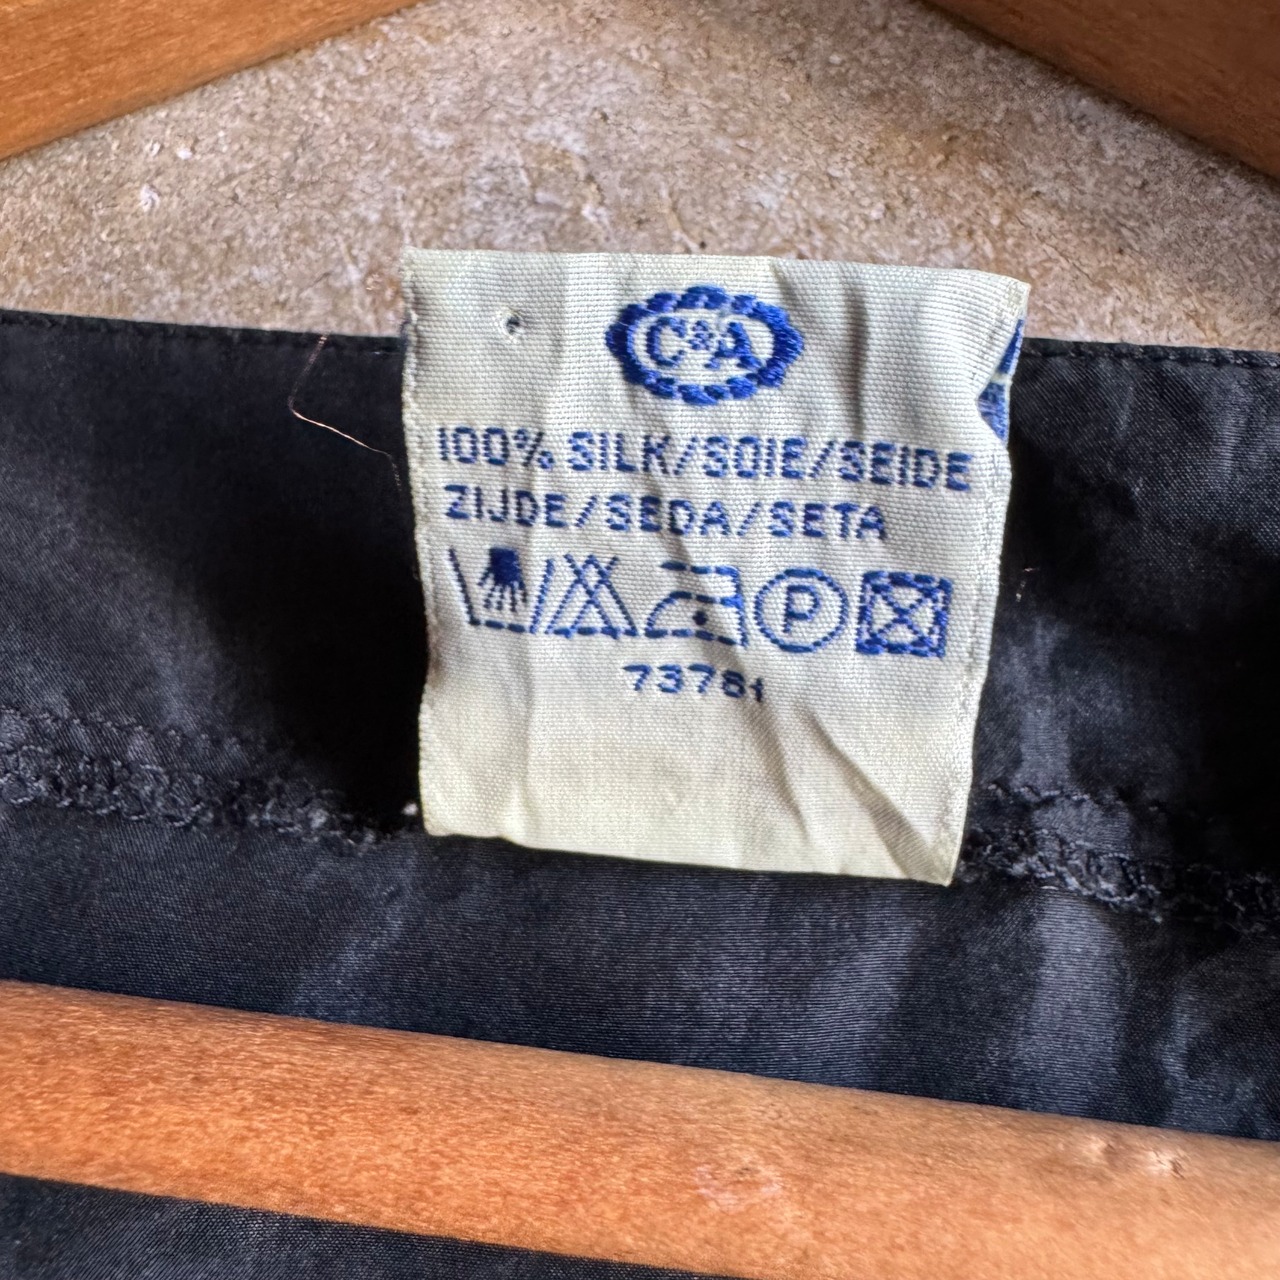 C&A
100% SILK/SOIE/SEIDE
ZIJDE/SEDA/SETA
P
73781